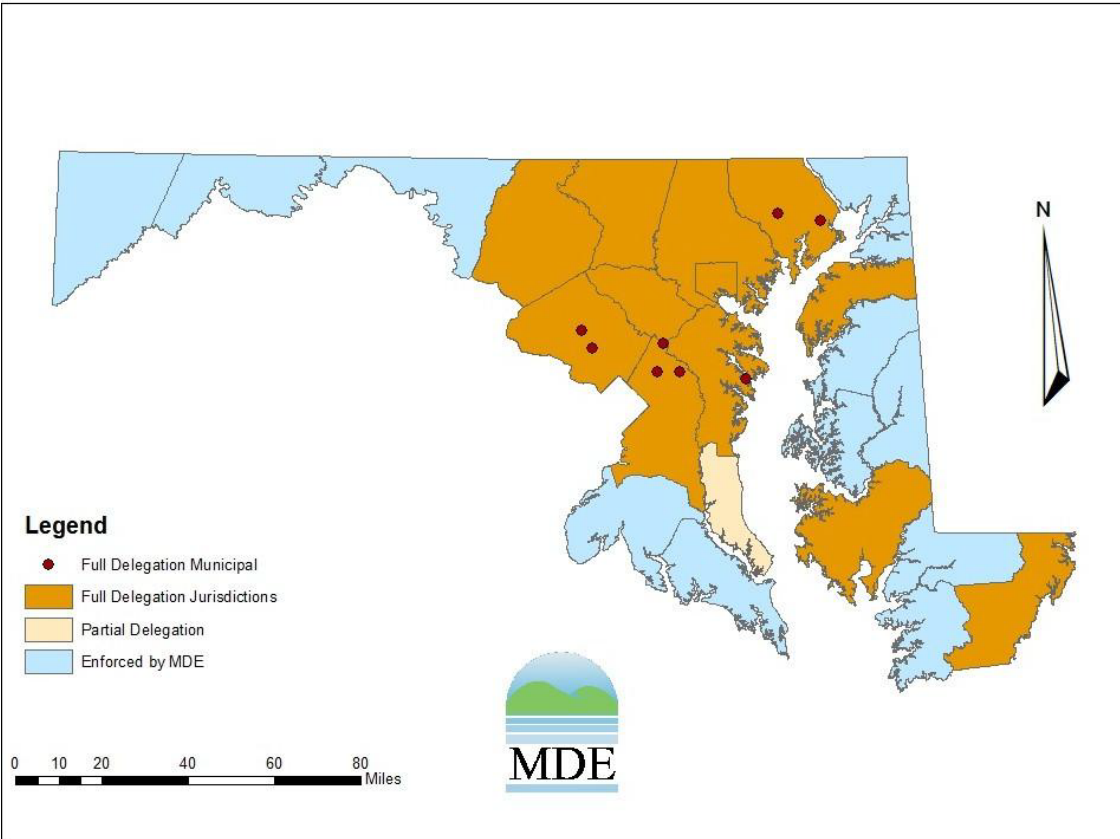 N
Legend
Full Delegation Municipal
Full Delegation Jurisdictions
Partial Delegation
Enforced by MDE
0 10 20 40 60 80
Miles
MDE